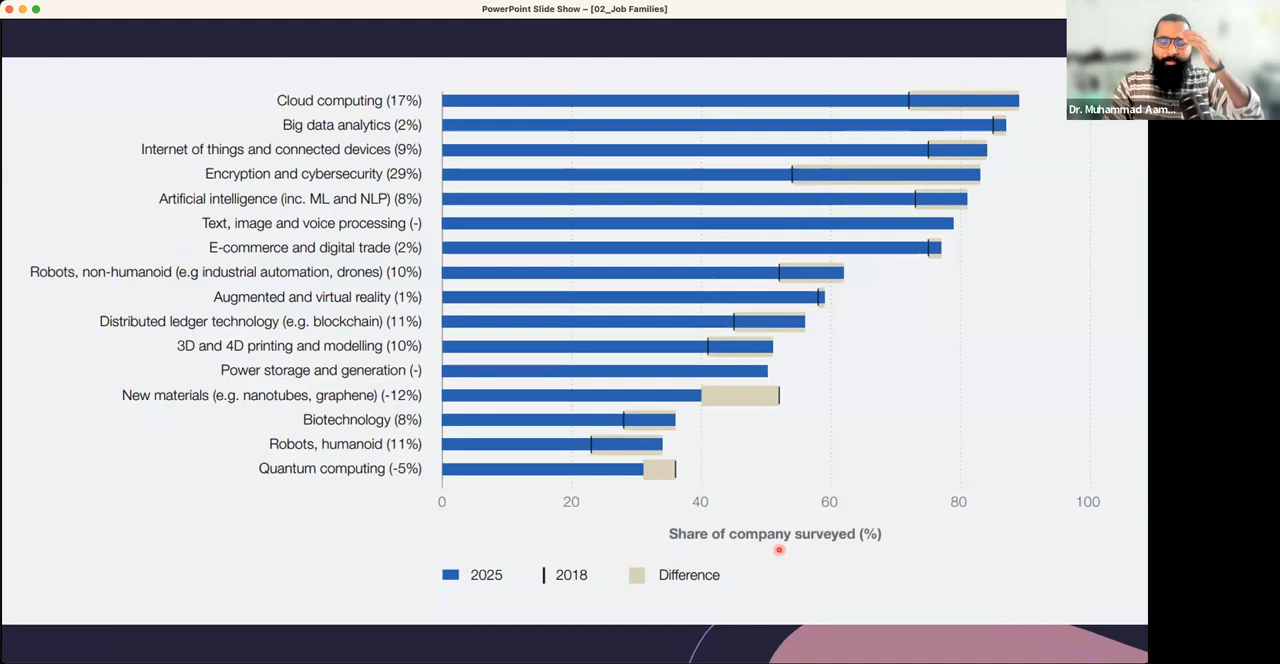 PowerPoint Slide Show – [02_Job Families]
Dr. Muhammad Aam...
Cloud computing (17%)
Big data analytics (2%)
Internet of things and onnected devices (9%)
Encryption and cybersecurity (29%)
Artificial intelligence (inc. ML and NLP) (8%)
Text, image and voice processing (-)
E-commerce and digital trade (2%)
Robots, non-humanoid (e.g industrial automation, drones) (10%)
Augmented and virtual reality (1%)
Distributed ledger technology (e.g. blockchain) (11%)
3D and 4D printing and modelling (10%)
Power storage and generation (-)
New materials (e.g. nanotubes, graphene) (-12%)
Biotechnology (8%)
Robots, humanoid (11%)
Quantum computing (-5%)
0 20 40 60 80 100
Share of company surveyed (%)
2025 2018 Difference